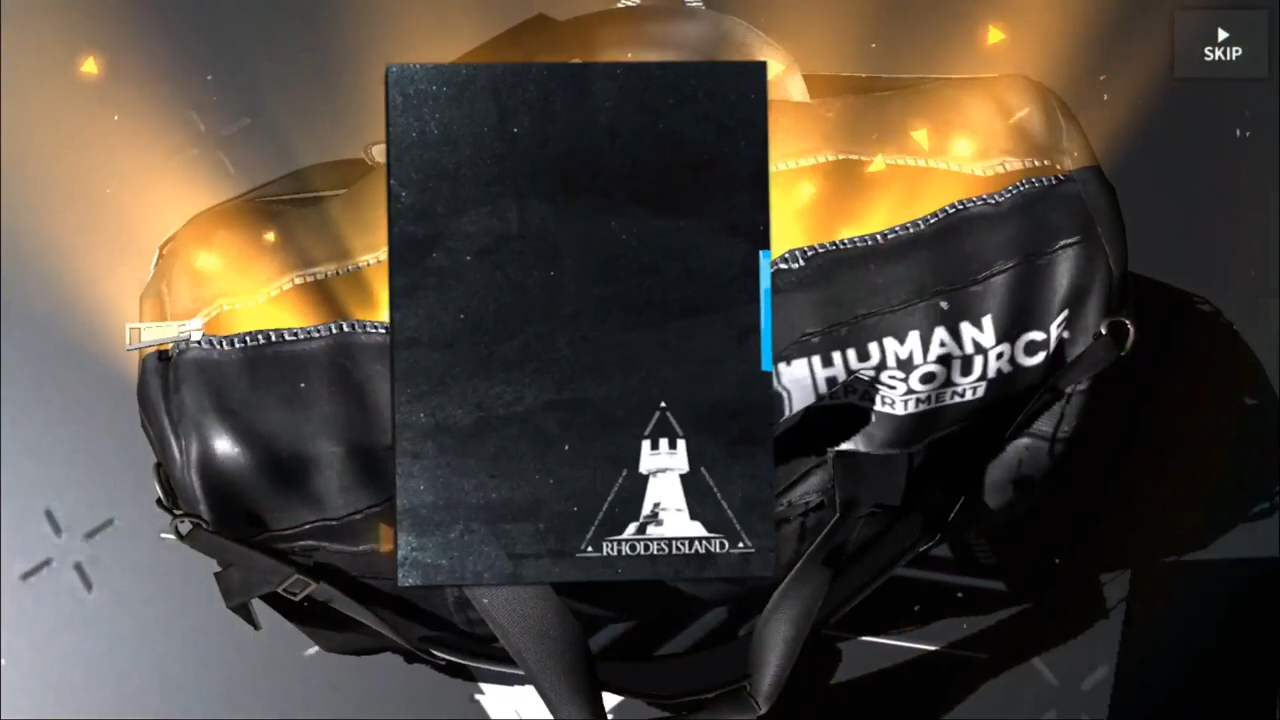 SKIP
HUMAN
RESOURCE
DEPARTMENT
RHODES ISLAND